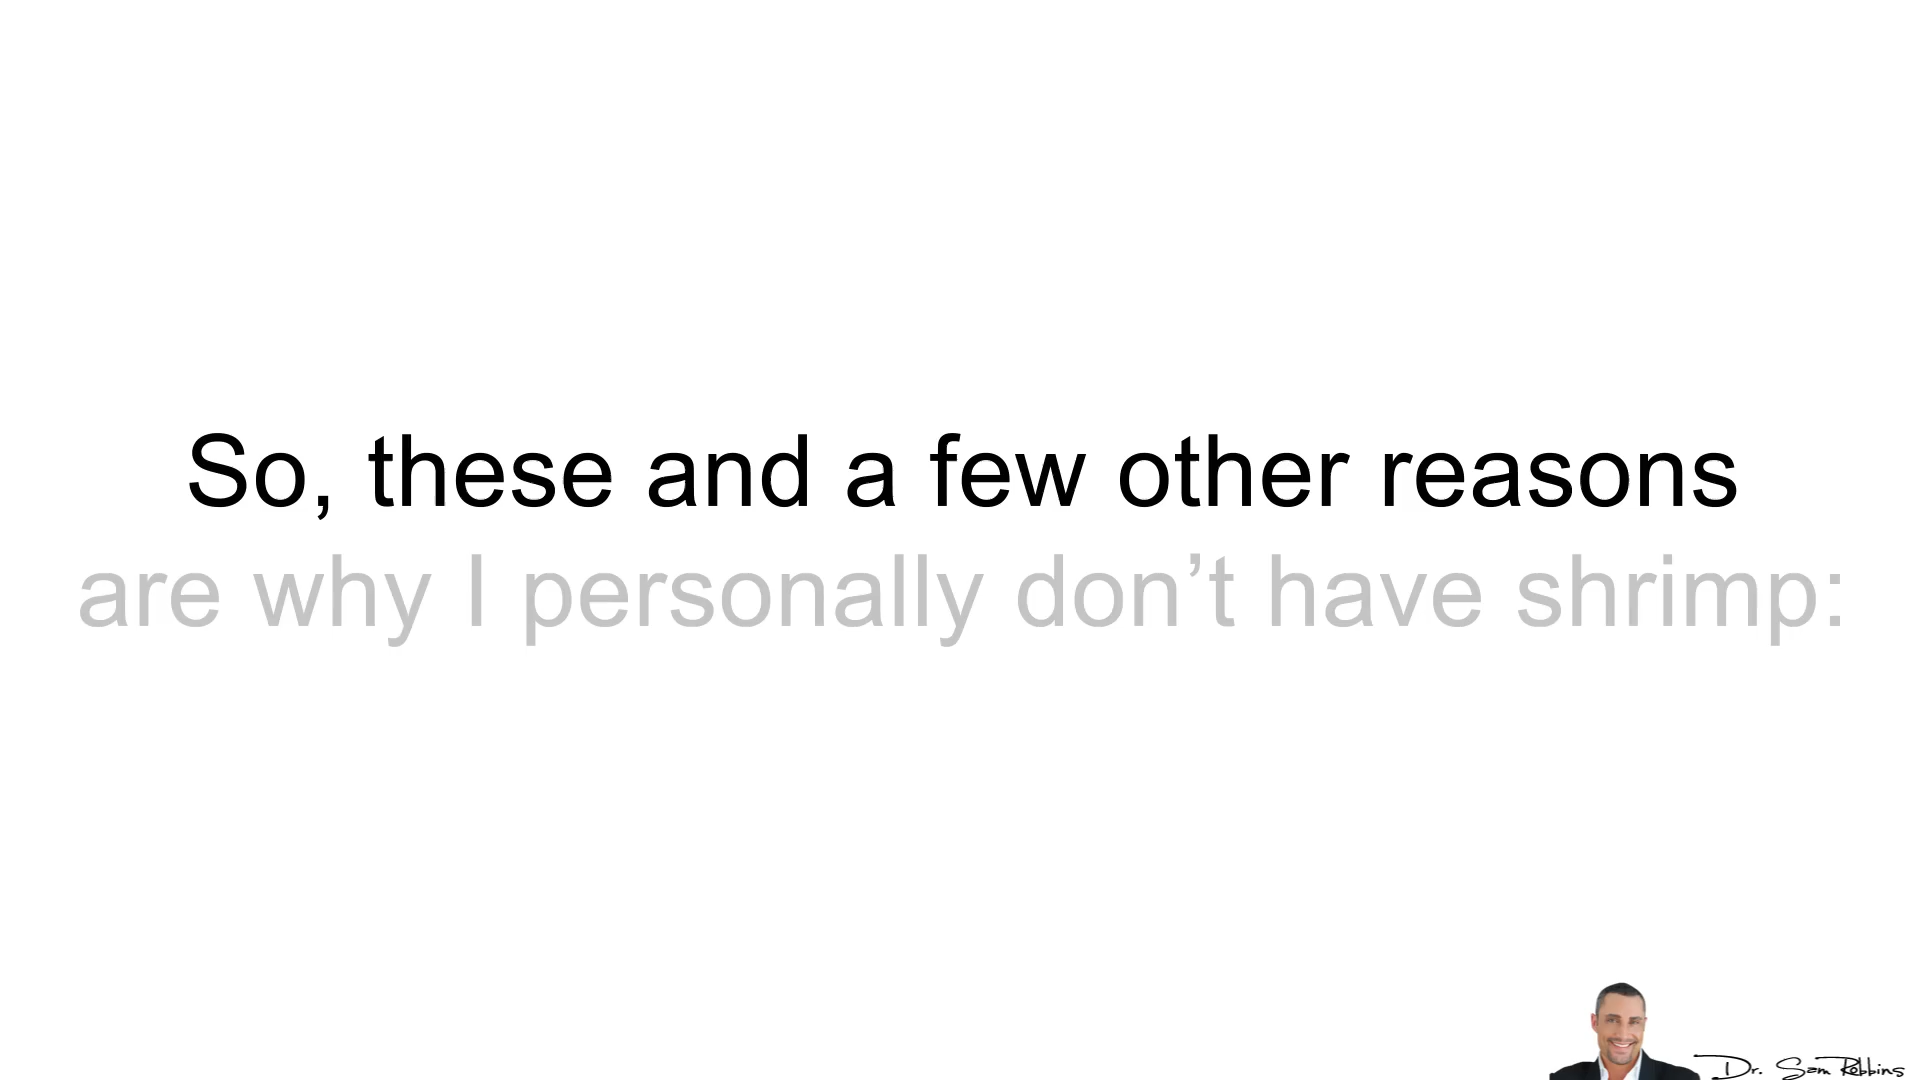 So, these and a few other reasons
are why I personally don’t have shrimp:
Dr. Sam Robbins